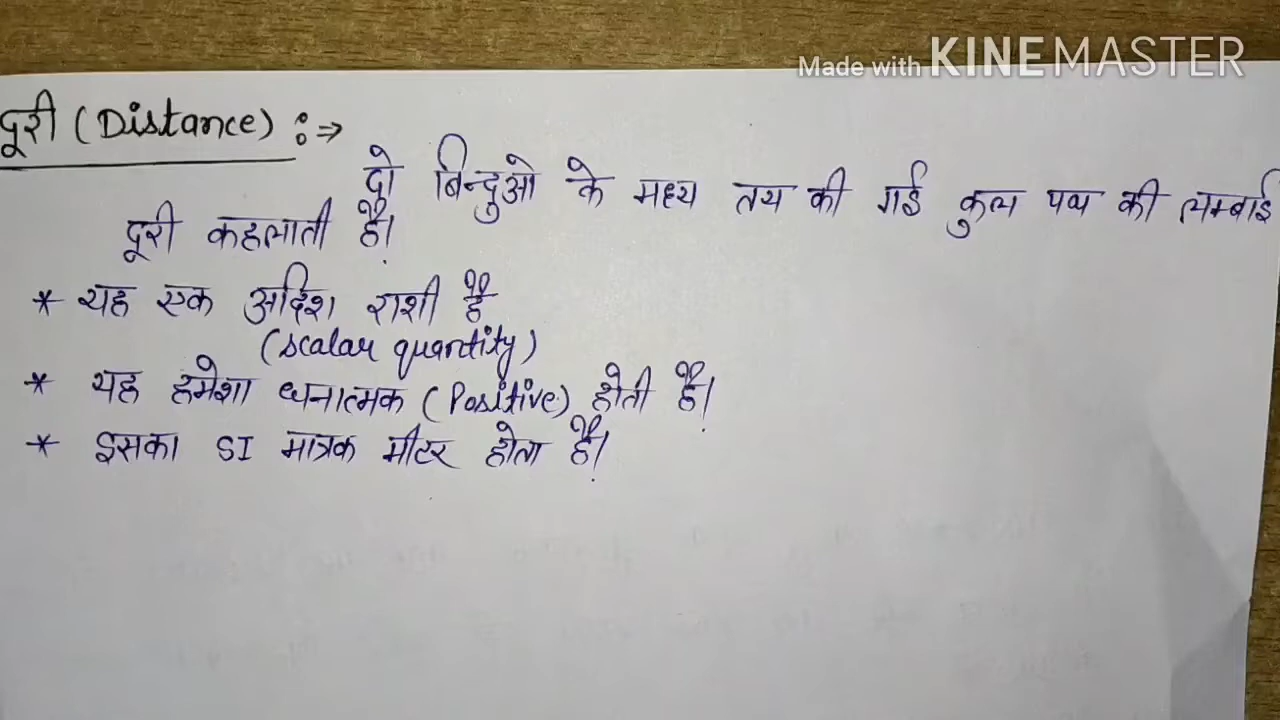 Made with KINEMASTER
दूरी (Distance) :⇒
दो बिन्दुओ के मध्य तय की गई कुल पथ की लम्बाई
दूरी कहलाती है।
* यह एक अदिश राशी है
(scalar quantity)
* यह हमेशा धनात्मक (Positive) होती है।
* इसका SI मात्रक मीटर होता है।